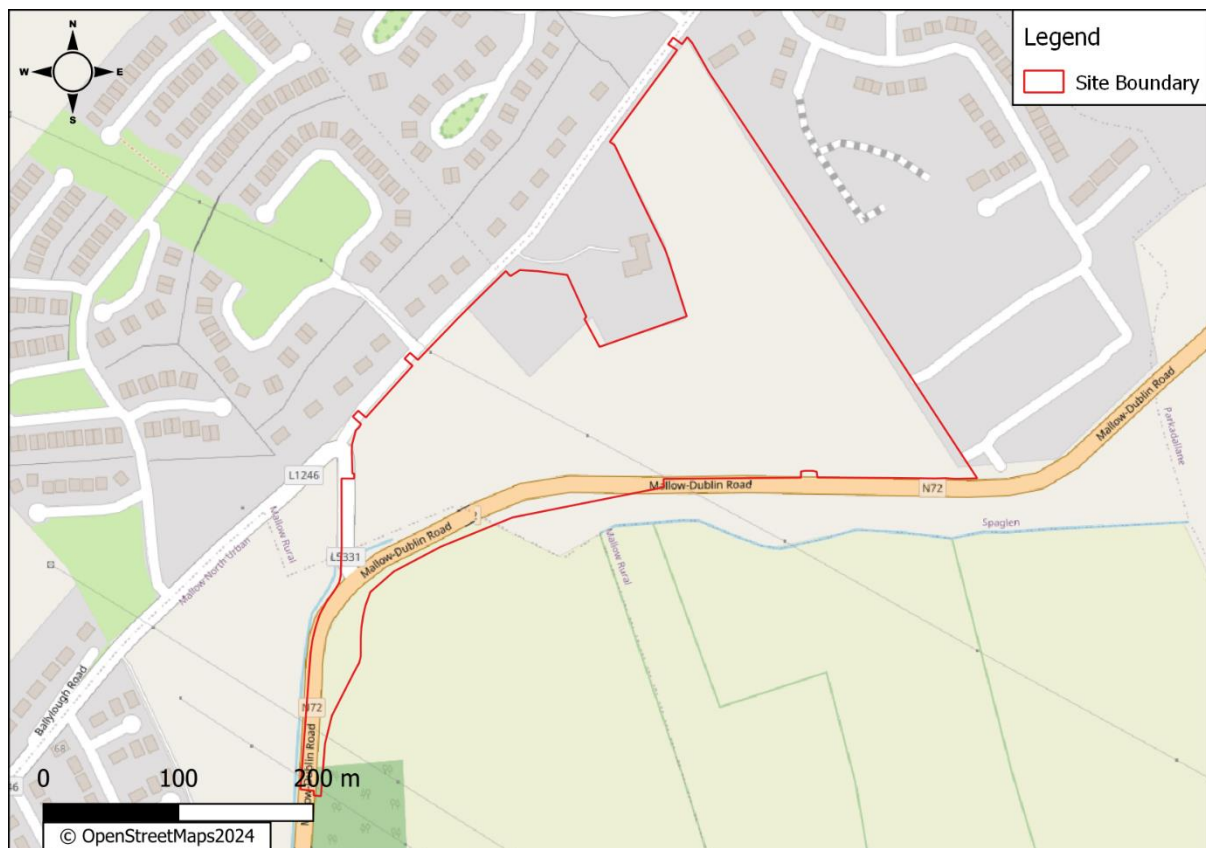 N
W E
S
Legend
Site Boundary
Mallow-Dublin Road
Parkadallane
L1246
Mallow-Dublin Road
N72
Mallow Rural
Spaglen
Mallow North Urban
L5331
Mallow-Dublin Road
Mallow Rural
Ballylough Road
N72
68
Mallow-Dublin Road
46
0 100 200 m
© OpenStreetMaps2024